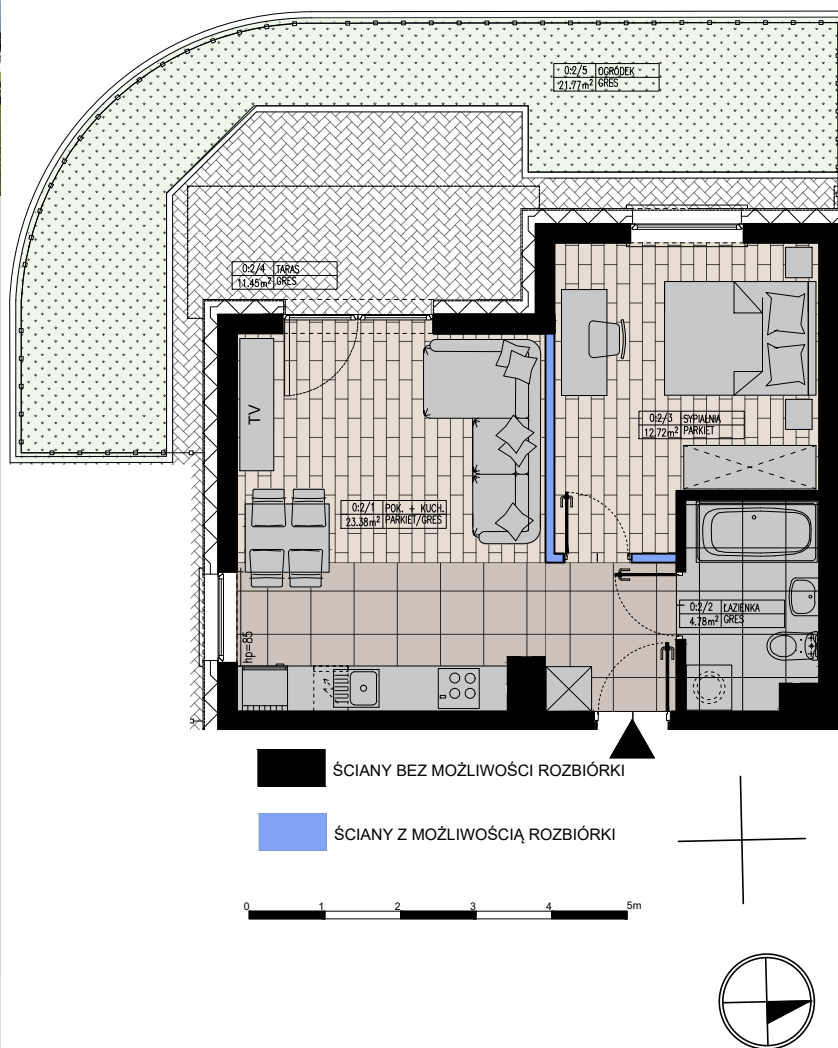 0:2/5 OGRÓDEK
21.77m² GRES
0:2/4 TARAS
11.45m² GRES
TV
0:2/3 SYPIALNIA
12.72m² PARKIET
0:2/1 POK. + KUCH.
23.38m² PARKIET/GRES
0:2/2 ŁAZIENKA
4.78m² GRES
hp=85
ŚCIANY BEZ MOŻLIWOŚCI ROZBIÓRKI
ŚCIANY Z MOŻLIWOŚCIĄ ROZBIÓRKI
0 1 2 3 4 5m